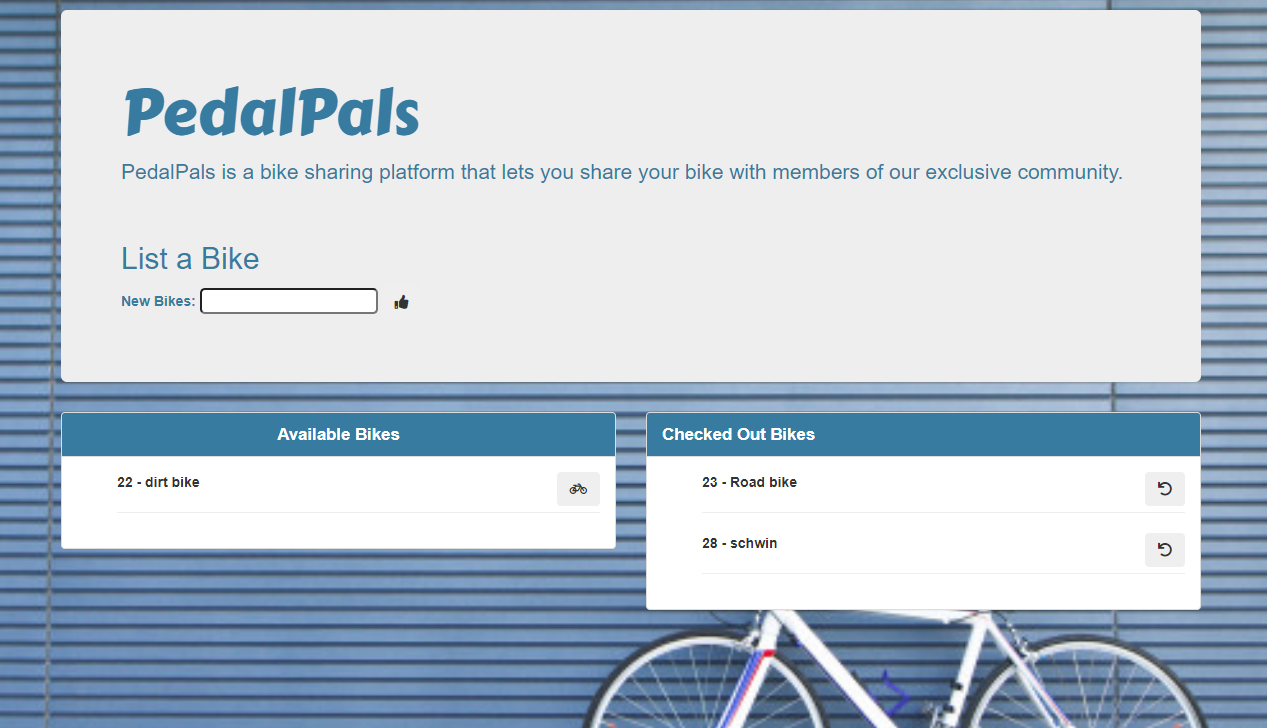 PedalPals
PedalPals is a bike sharing platform that lets you share your bike with members of our exclusive community.
List a Bike
New Bikes:
Available Bikes
22 - dirt bike
Checked Out Bikes
23 - Road bike
28 - schwin